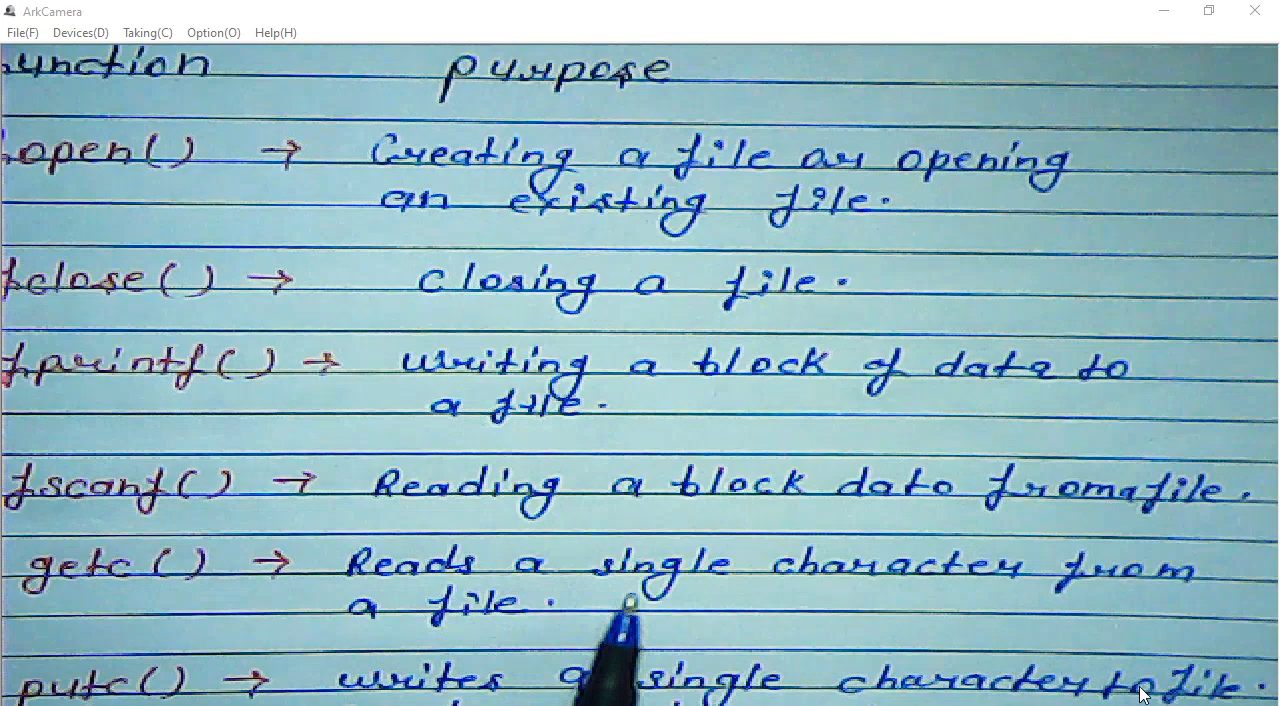 ArkCamera
File(F) Devices(D) Taking(C) Option(O) Help(H)
unction purpose
open() → Creating a file or opening
an existing file.
fclose() → closing a file.
fprintf() → writing a block of data to
a file.
fscanf() → Reading a block data from a file.
getc() → Reads a single character from
a file.
putc() → writes a single character to file.